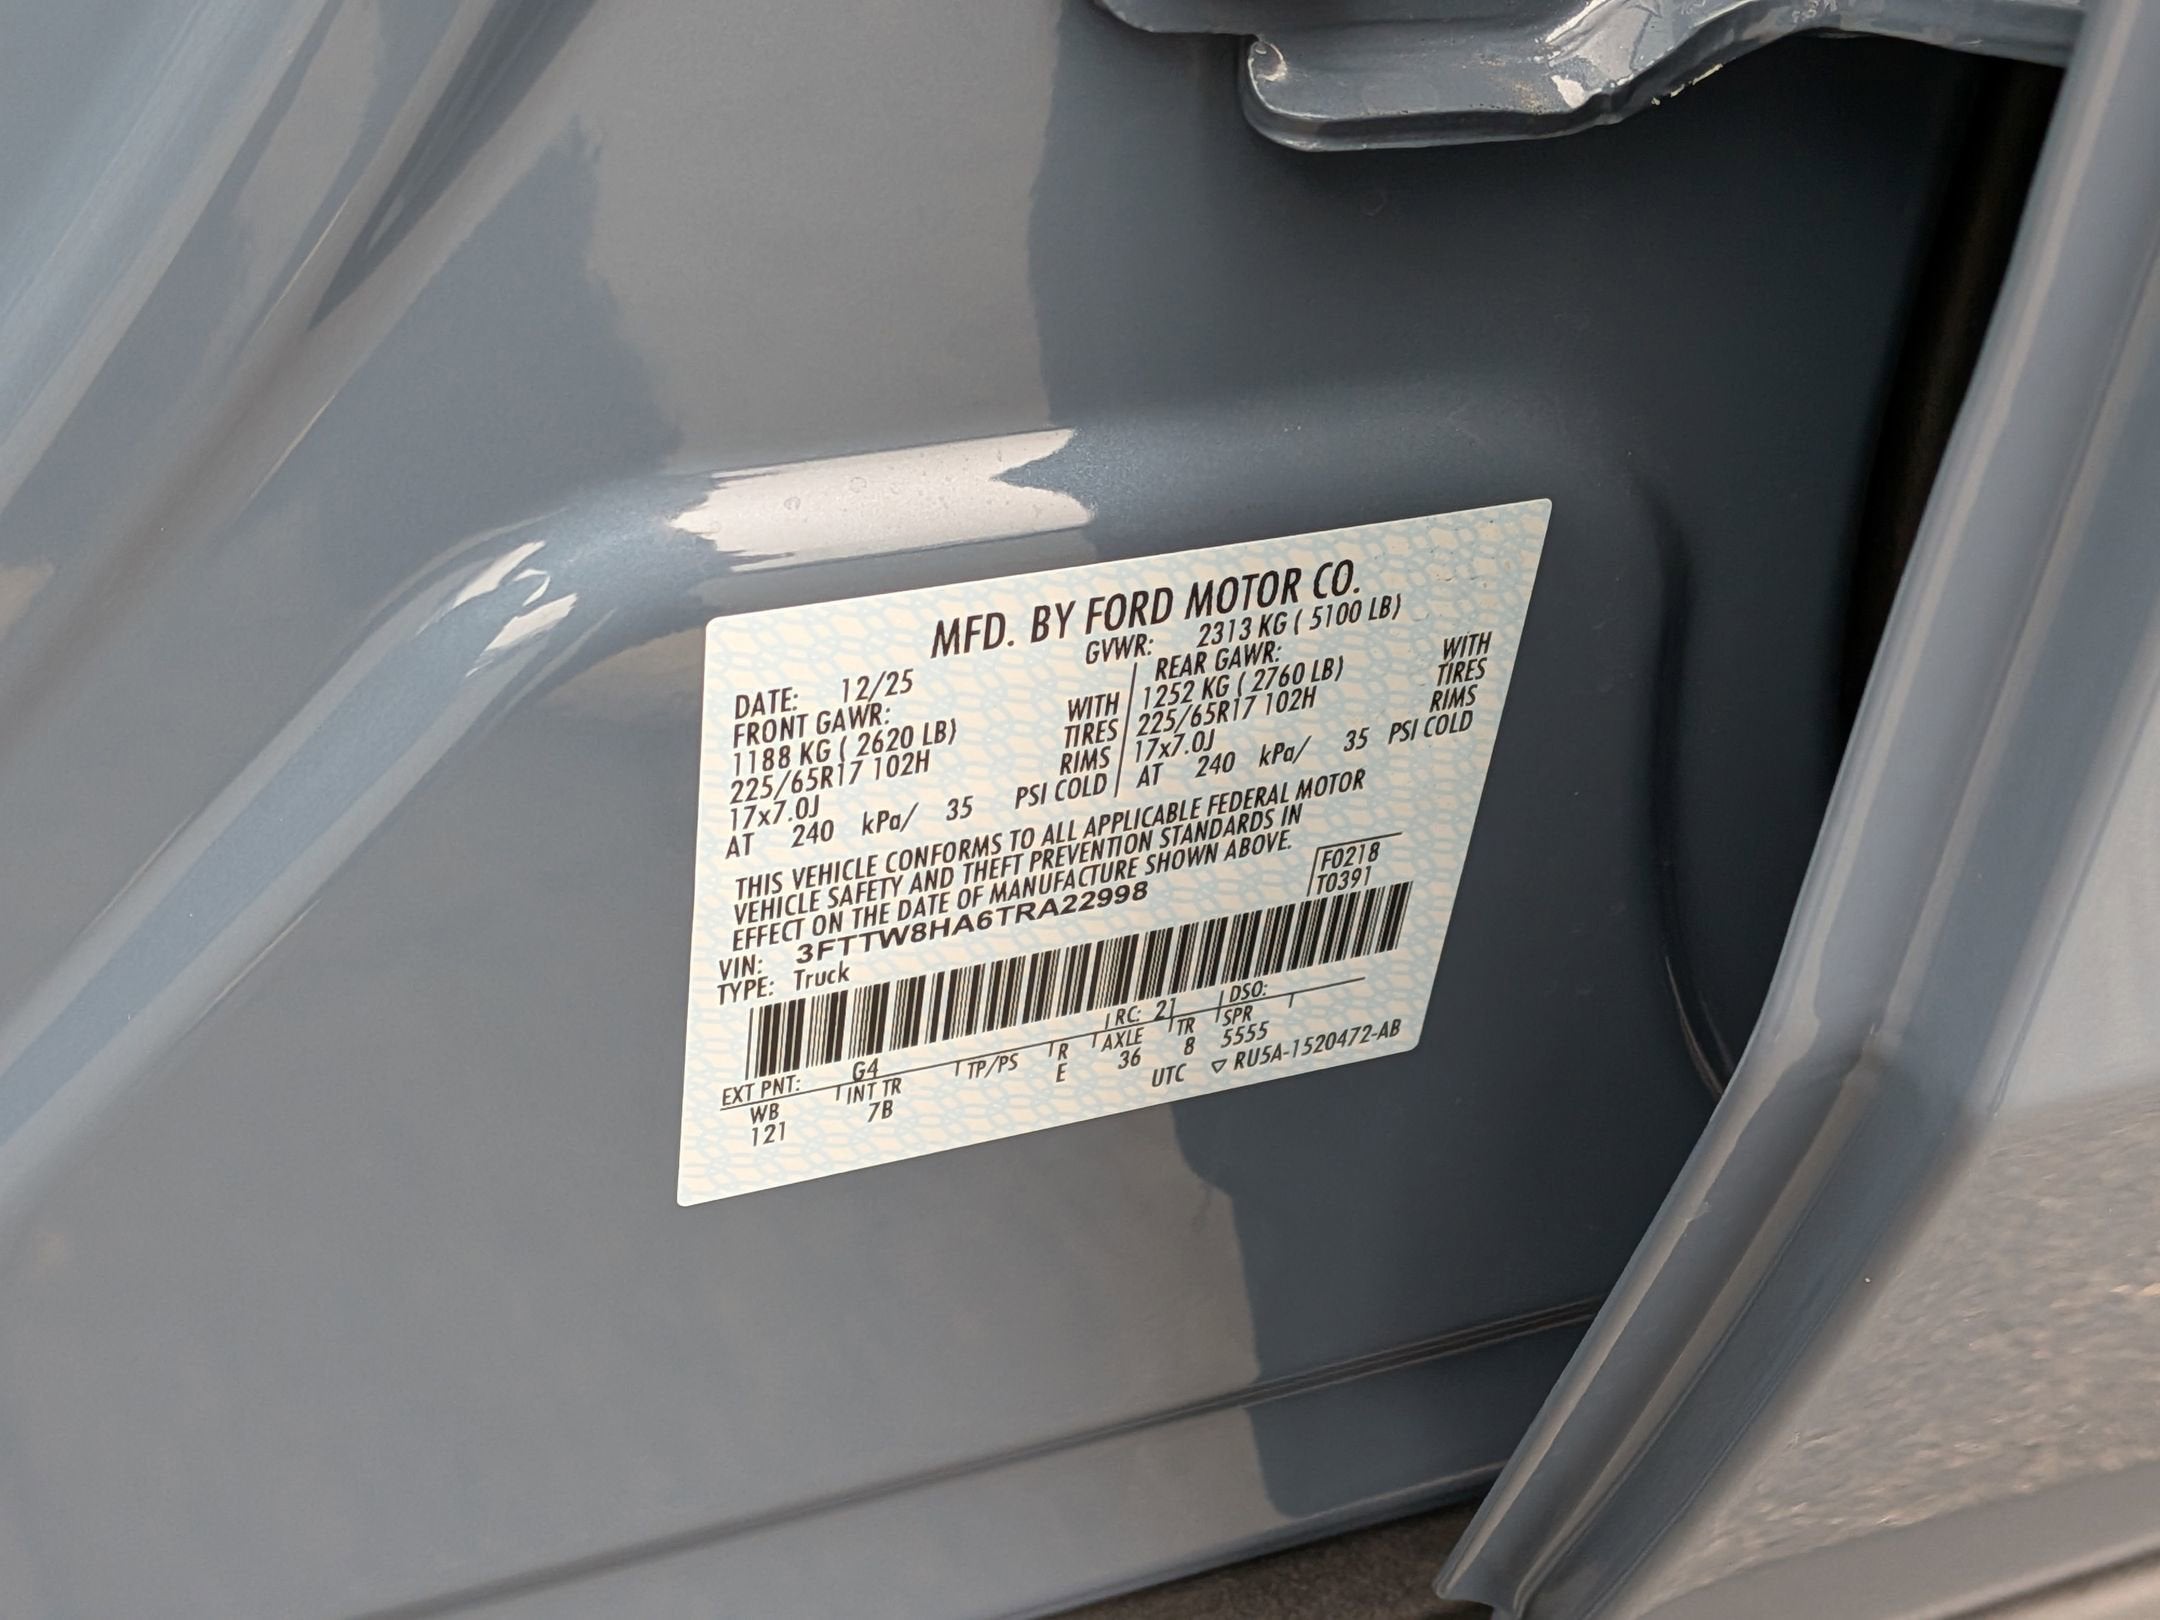 MFD. BY FORD MOTOR CO.
DATE: 12/25 GVWR: 2313 KG ( 5100 LB)
FRONT GAWR: REAR GAWR:
1188 KG ( 2620 LB) WITH 1252 KG ( 2760 LB) WITH
225/65R17 102H TIRES 225/65R17 102H TIRES
17x7.0J RIMS 17x7.0J RIMS
AT 240 kPa/ 35 PSI COLD AT 240 kPa/ 35 PSI COLD
THIS VEHICLE CONFORMS TO ALL APPLICABLE FEDERAL MOTOR
VEHICLE SAFETY AND THEFT PREVENTION STANDARDS IN
EFFECT ON THE DATE OF MANUFACTURE SHOWN ABOVE.
VIN: 3FTTW8HA6TRA22998 F0218
TYPE: Truck T0391
EXT PNT: G4 RC: 21 DSO:
WB INT TR TP/PS R AXLE TR SPR
121 7B E 36 8 5555
UTC ▽ RU5A-1520472-AB